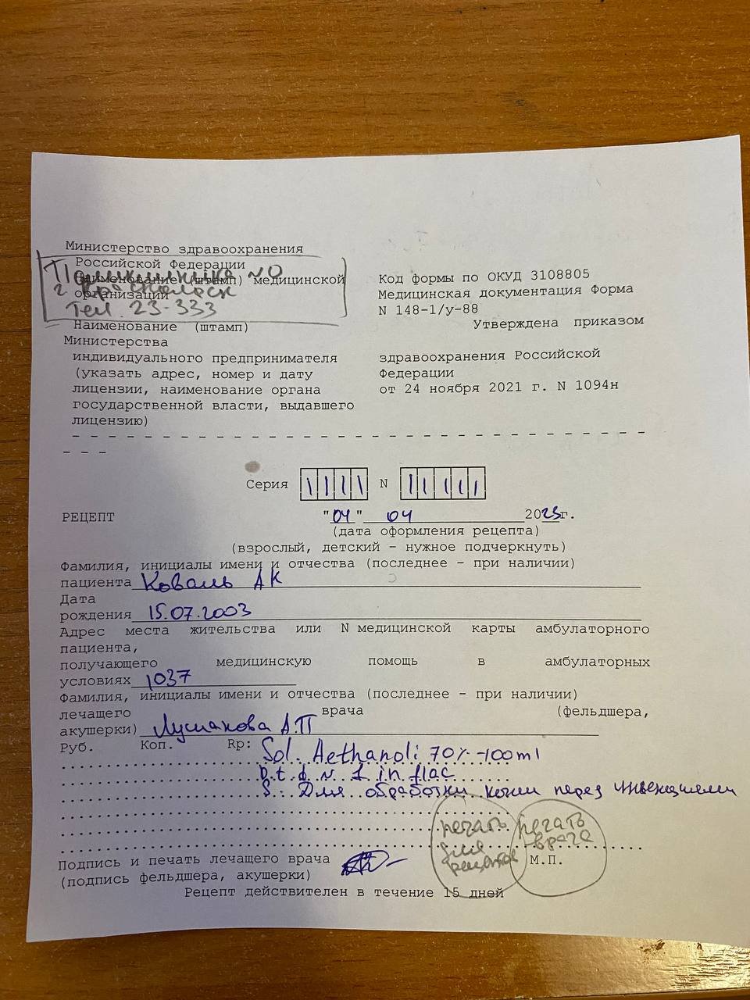 Министерство здравоохранения
Российской Федерации
Наименование (штамп) медицинской
организации
Поликлиника №0
г
Тел. 23-333
Наименование (штамп)
Министерства
индивидуального предпринимателя
(указать адрес, номер и дату
лицензии, наименование органа
государственной власти, выдавшего
лицензию)
Код формы по ОКУД 3108805
Медицинская документация Форма
N 148-1/у-88
Утверждена приказом
здравоохранения Российской
Федерации
от 24 ноября 2021 г. N 1094н
Серия 1111 N 11111
РЕЦЕПТ "04" 04 2023г.
(дата оформления рецепта)
(взрослый, детский - нужное подчеркнуть)
Фамилия, инициалы имени и отчества (последнее - при наличии)
пациента Коваль АК
Дата
рождения 15.07.2003
Адрес места жительства или N медицинской карты амбулаторного
пациента,
получающего медицинскую помощь в амбулаторных
условиях 1037
Фамилия, инициалы имени и отчества (последнее - при наличии)
лечащего врача (фельдшера,
акушерки) А.П
Руб. Коп. Rp: Sol. Aethanoli 70% -100ml
D.t.d N 1 in flac
S: Для обработки кожи перед инъекциями
печать для рецептов
печать врача
М.П.
Подпись и печать лечащего врача
(подпись фельдшера, акушерки)
Рецепт действителен в течение 15 дней